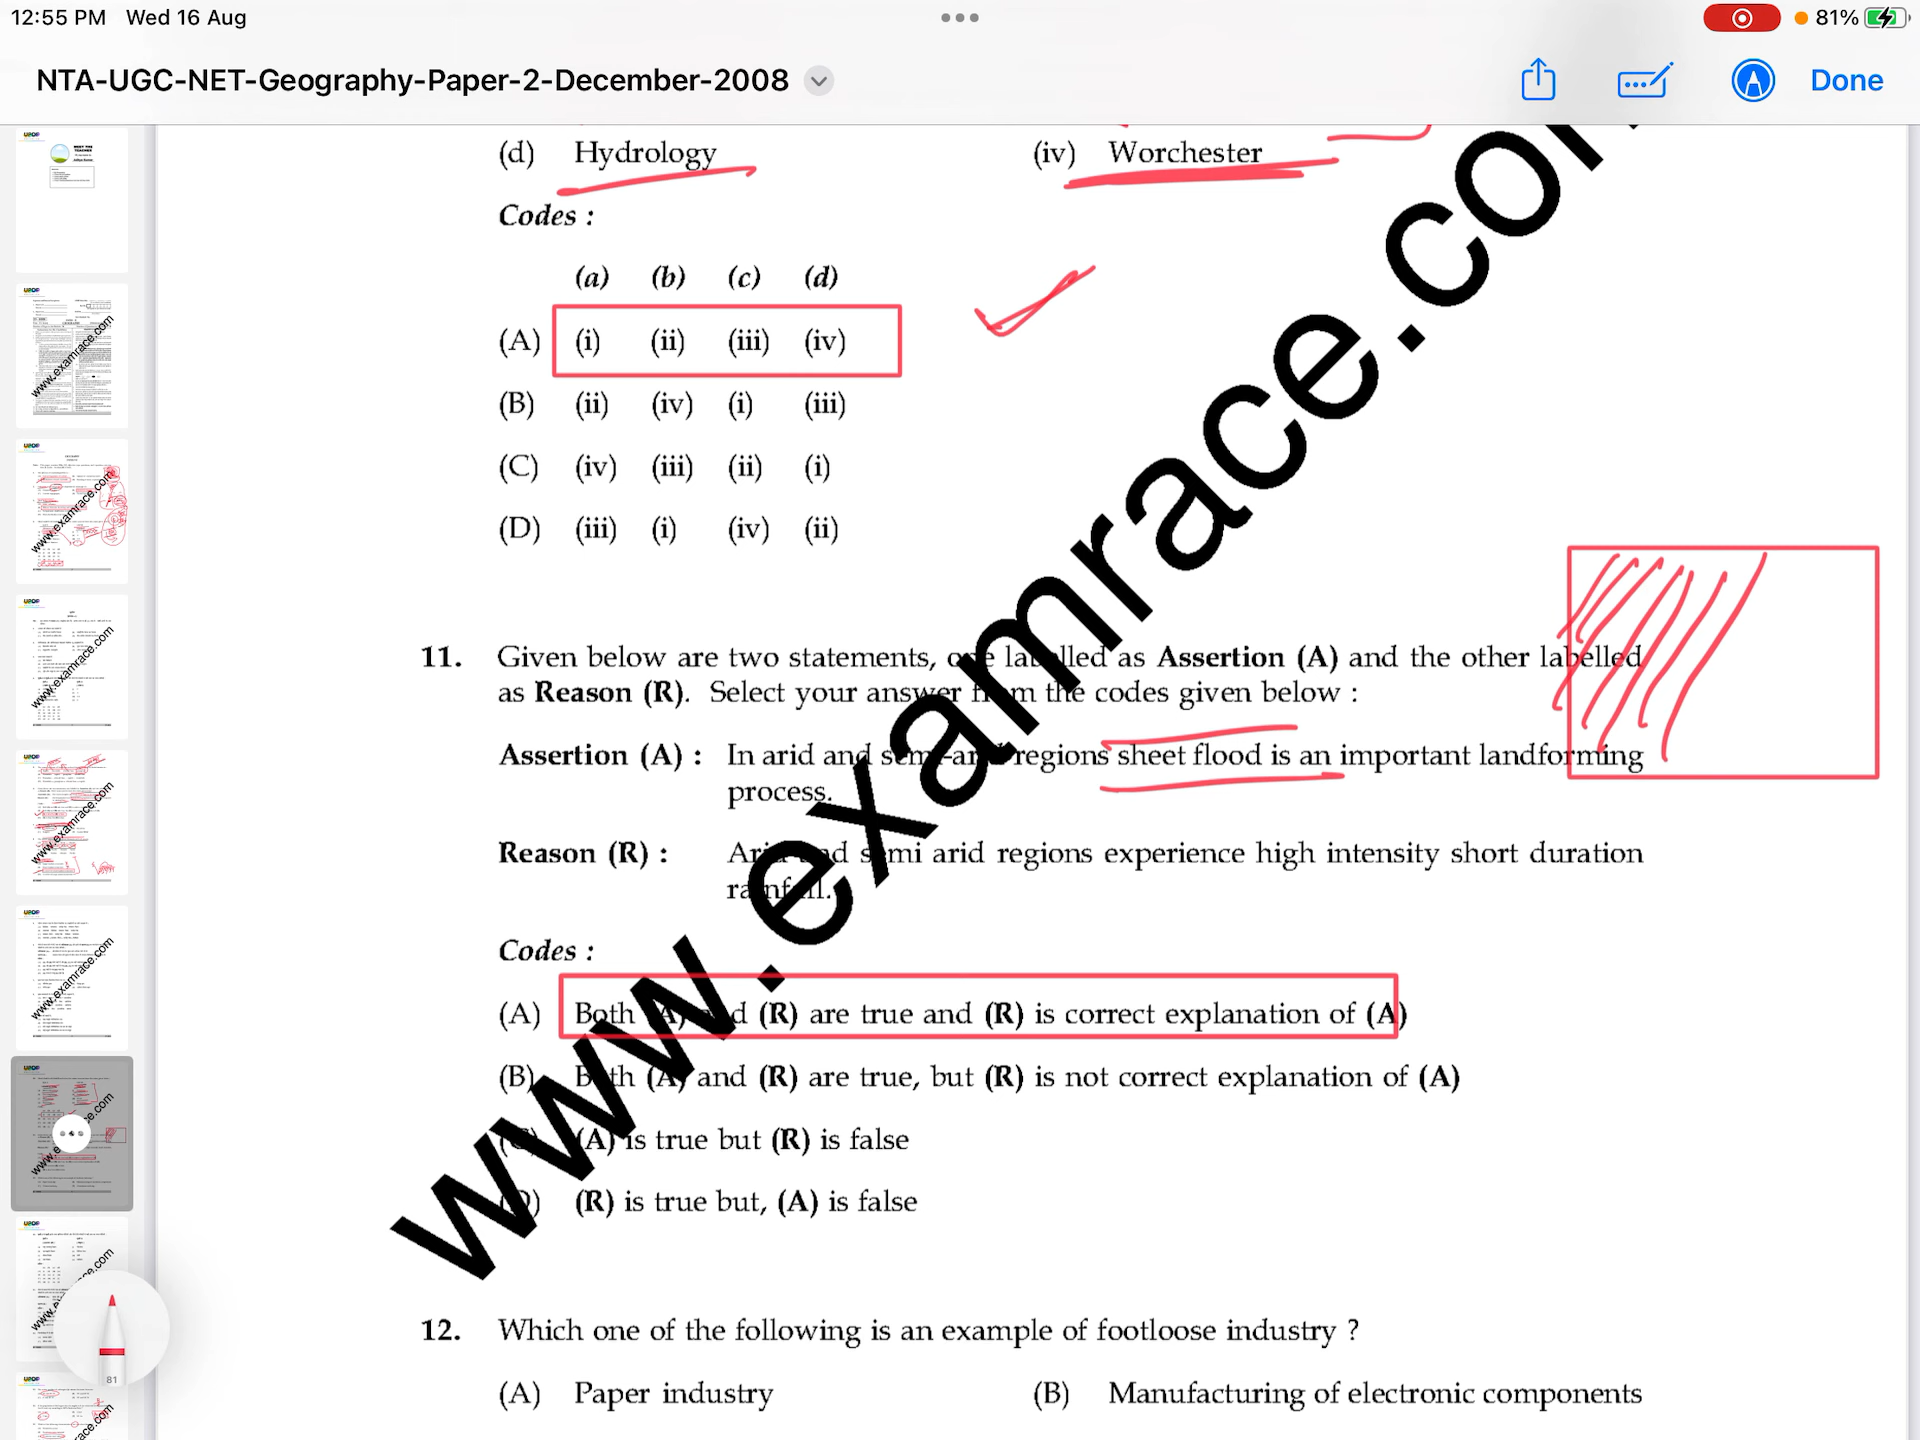 12:55 PM Wed 16 Aug
81%
NTA-UGC-NET-Geography-Paper-2-December-2008
Done
(d) Hydrology (iv) Worchester
Codes :
(a) (b) (c) (d)
(A) (i) (ii) (iii) (iv)
(B) (ii) (iv) (i) (iii)
(C) (iv) (iii) (ii) (i)
(D) (iii) (i) (iv) (ii)
11. Given below are two statements, one labelled as Assertion (A) and the other labelled
as Reason (R). Select your answer from the codes given below :
Assertion (A) : In arid and semi-arid regions sheet flood is an important landforming
process.
Reason (R) : Arid and semi arid regions experience high intensity short duration
rainfall.
Codes :
(A) Both (A) and (R) are true and (R) is correct explanation of (A)
(B) Both (A) and (R) are true, but (R) is not correct explanation of (A)
(C) (A) is true but (R) is false
(D) (R) is true but, (A) is false
12. Which one of the following is an example of footloose industry ?
(A) Paper industry (B) Manufacturing of electronic components
www.examrace.com
81